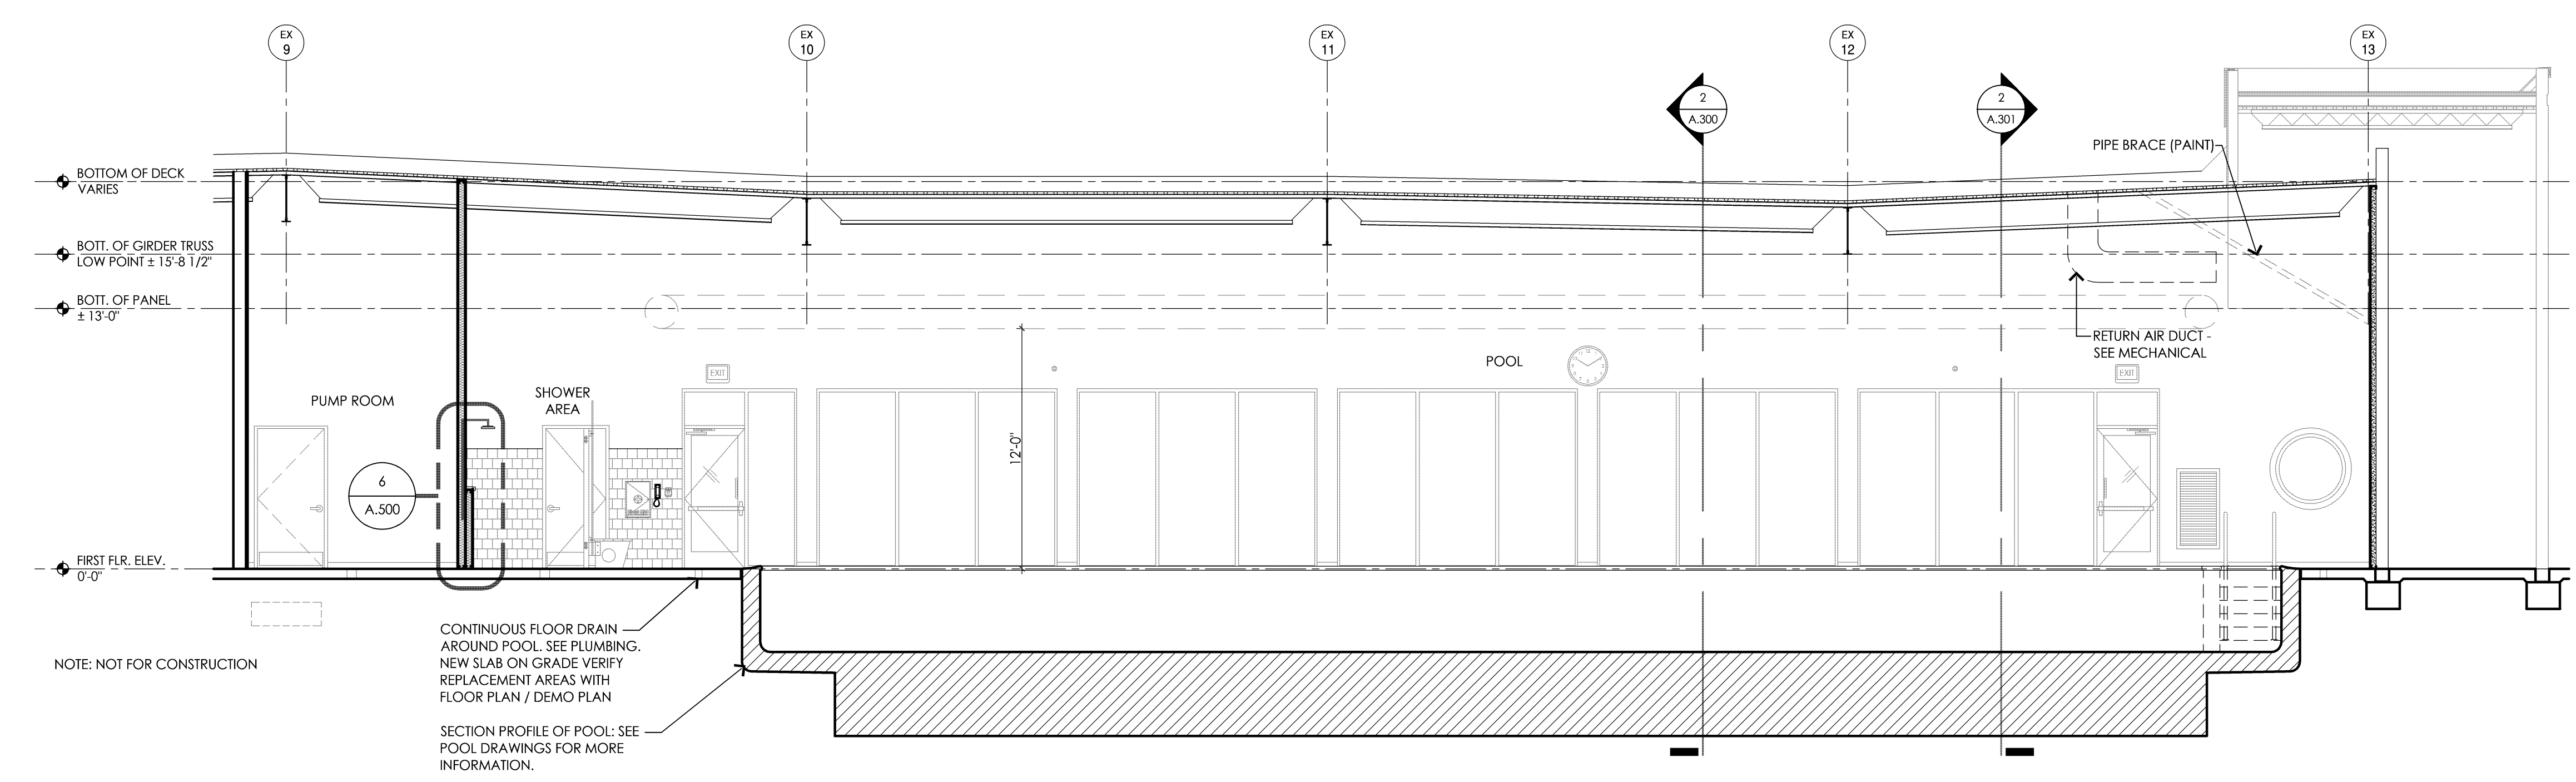 EX
9
EX
10
EX
11
EX
12
EX
13
2
A.300
2
A.301
PIPE BRACE (PAINT)
BOTTOM OF DECK
VARIES
BOTT. OF GIRDER TRUSS
LOW POINT ± 15'-8 1/2"
BOTT. OF PANEL
± 13'-0"
RETURN AIR DUCT -
SEE MECHANICAL
POOL
EXIT
EXIT
PUMP ROOM
SHOWER
AREA
12'-0"
6
A.500
FIRST FLR. ELEV.
0'-0"
CONTINUOUS FLOOR DRAIN
AROUND POOL. SEE PLUMBING.
NEW SLAB ON GRADE VERIFY
REPLACEMENT AREAS WITH
FLOOR PLAN / DEMO PLAN
NOTE: NOT FOR CONSTRUCTION
SECTION PROFILE OF POOL: SEE
POOL DRAWINGS FOR MORE
INFORMATION.